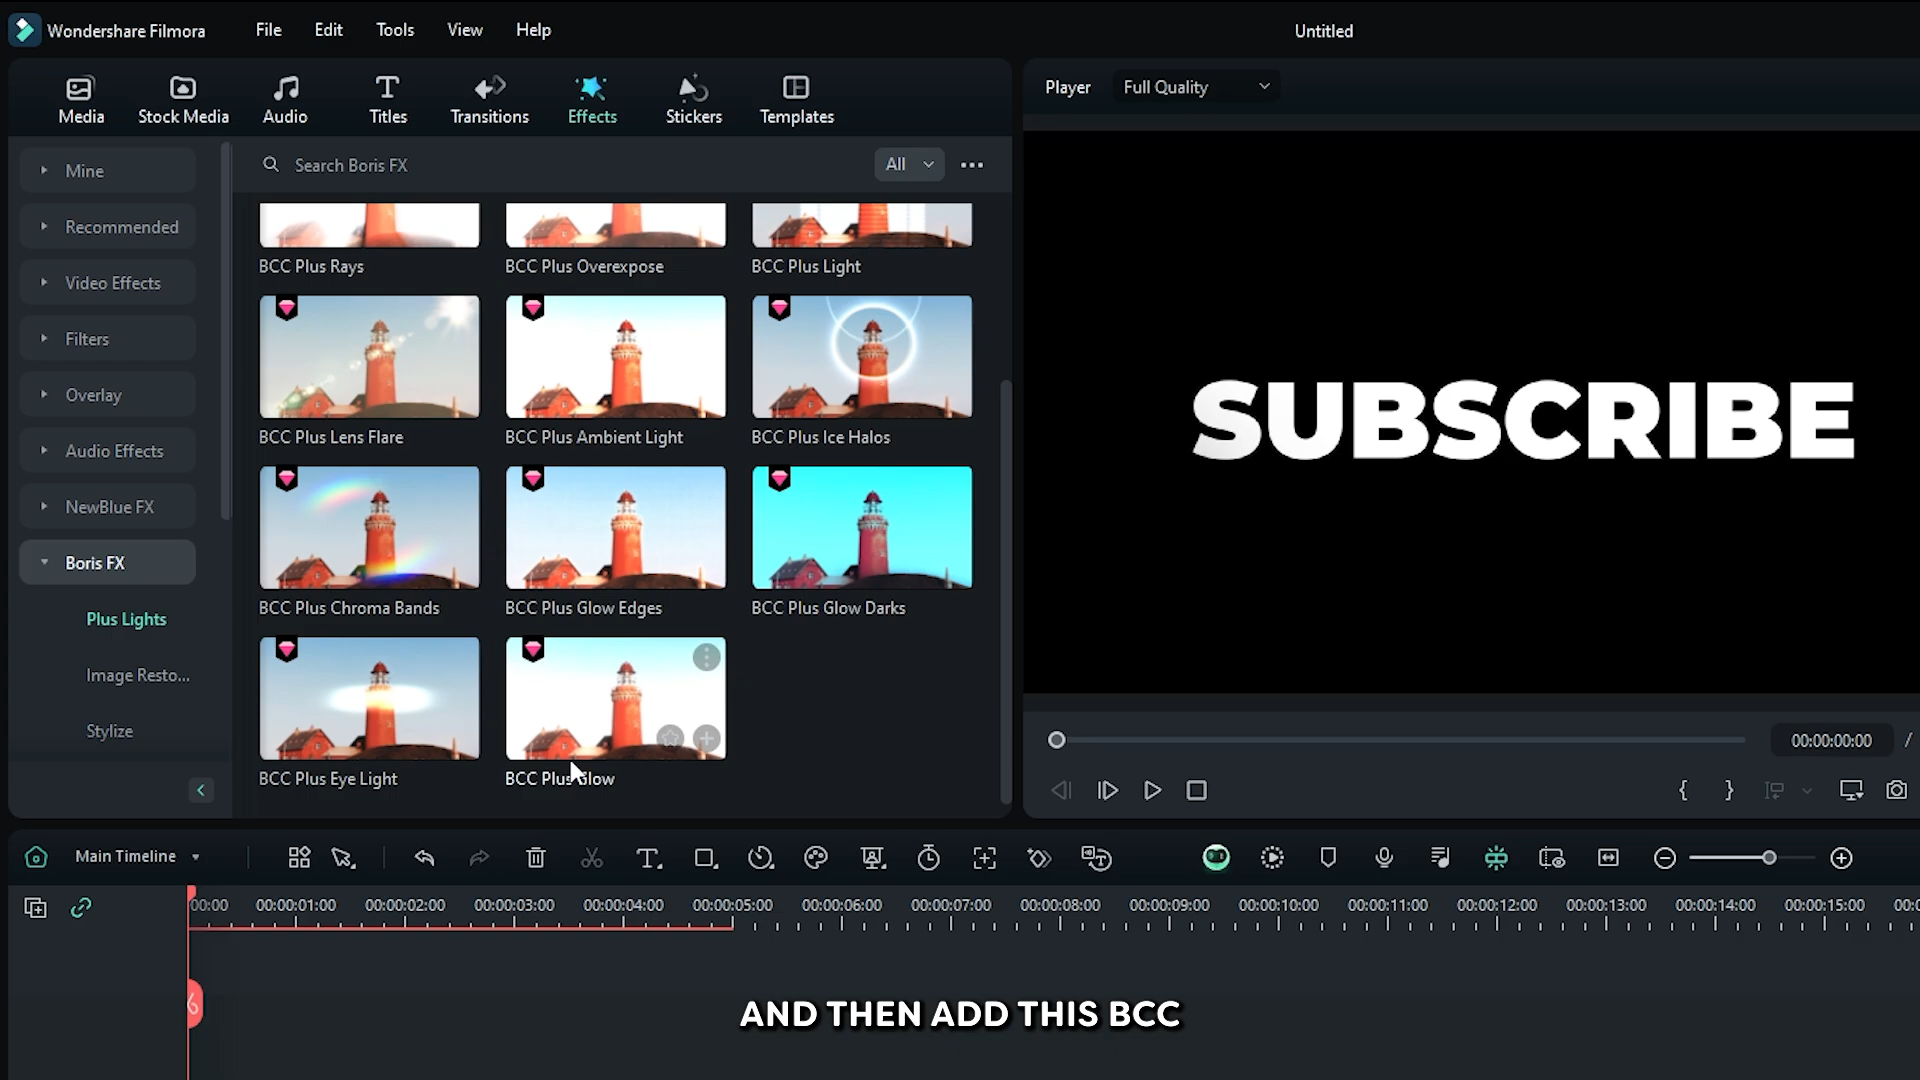 Wondershare Filmora File Edit Tools View Help Untitled
Media Stock Media Audio Titles Transitions Effects Stickers Templates
Player Full Quality
Mine
Recommended
Video Effects
Filters
Overlay
Audio Effects
NewBlue FX
Boris FX
Plus Lights
Image Resto...
Stylize
Search Boris FX All
BCC Plus Rays BCC Plus Overexpose BCC Plus Light
BCC Plus Lens Flare BCC Plus Ambient Light BCC Plus Ice Halos
BCC Plus Chroma Bands BCC Plus Glow Edges BCC Plus Glow Darks
BCC Plus Eye Light BCC Plus Glow
SUBSCRIBE
00:00:00:00 /
Main Timeline
00:00 00:00:01:00 00:00:02:00 00:00:03:00 00:00:04:00 00:00:05:00 00:00:06:00 00:00:07:00 00:00:08:00 00:00:09:00 00:00:10:00 00:00:11:00 00:00:12:00 00:00:13:00 00:00:14:00 00:00:15:00 00:0
AND THEN ADD THIS BCC